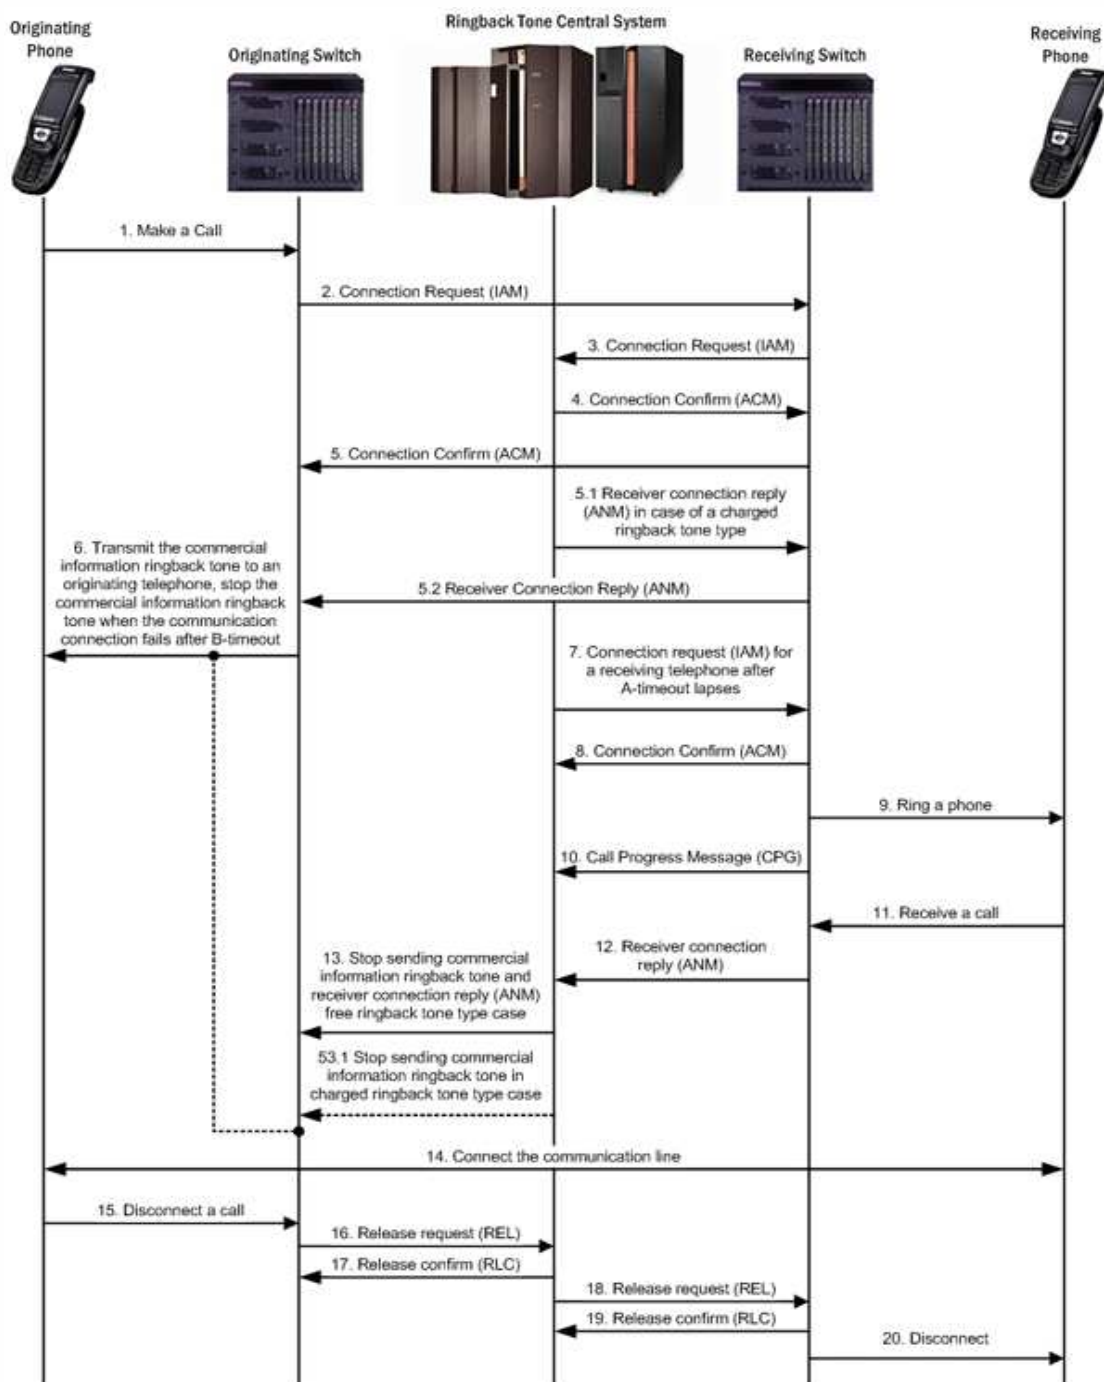 Ringback Tone Central System
Originating
Phone
Originating Switch
Receiving Switch
Receiving
Phone
1. Make a Call
2. Connection Request (IAM)
3. Connection Request (IAM)
4. Connection Confirm (ACM)
5. Connection Confirm (ACM)
5.1 Receiver connection reply
(ANM) in case of a charged
ringback tone type
6. Transmit the commercial
information ringback tone to an
originating telephone, stop the
commercial information ringback
tone when the communication
connection fails after B-timeout
5.2 Receiver Connection Reply (ANM)
7. Connection request (IAM) for
a receiving telephone after
A-timeout lapses
8. Connection Confirm (ACM)
9. Ring a phone
10. Call Progress Message (CPG)
11. Receive a call
12. Receiver connection
reply (ANM)
13. Stop sending commercial
information ringback tone and
receiver connection reply (ANM)
free ringback tone type case
53.1 Stop sending commercial
information ringback tone in
charged ringback tone type case
14. Connect the communication line
15. Disconnect a call
16. Release request (REL)
17. Release confirm (RLC)
18. Release request (REL)
19. Release confirm (RLC)
20. Disconnect